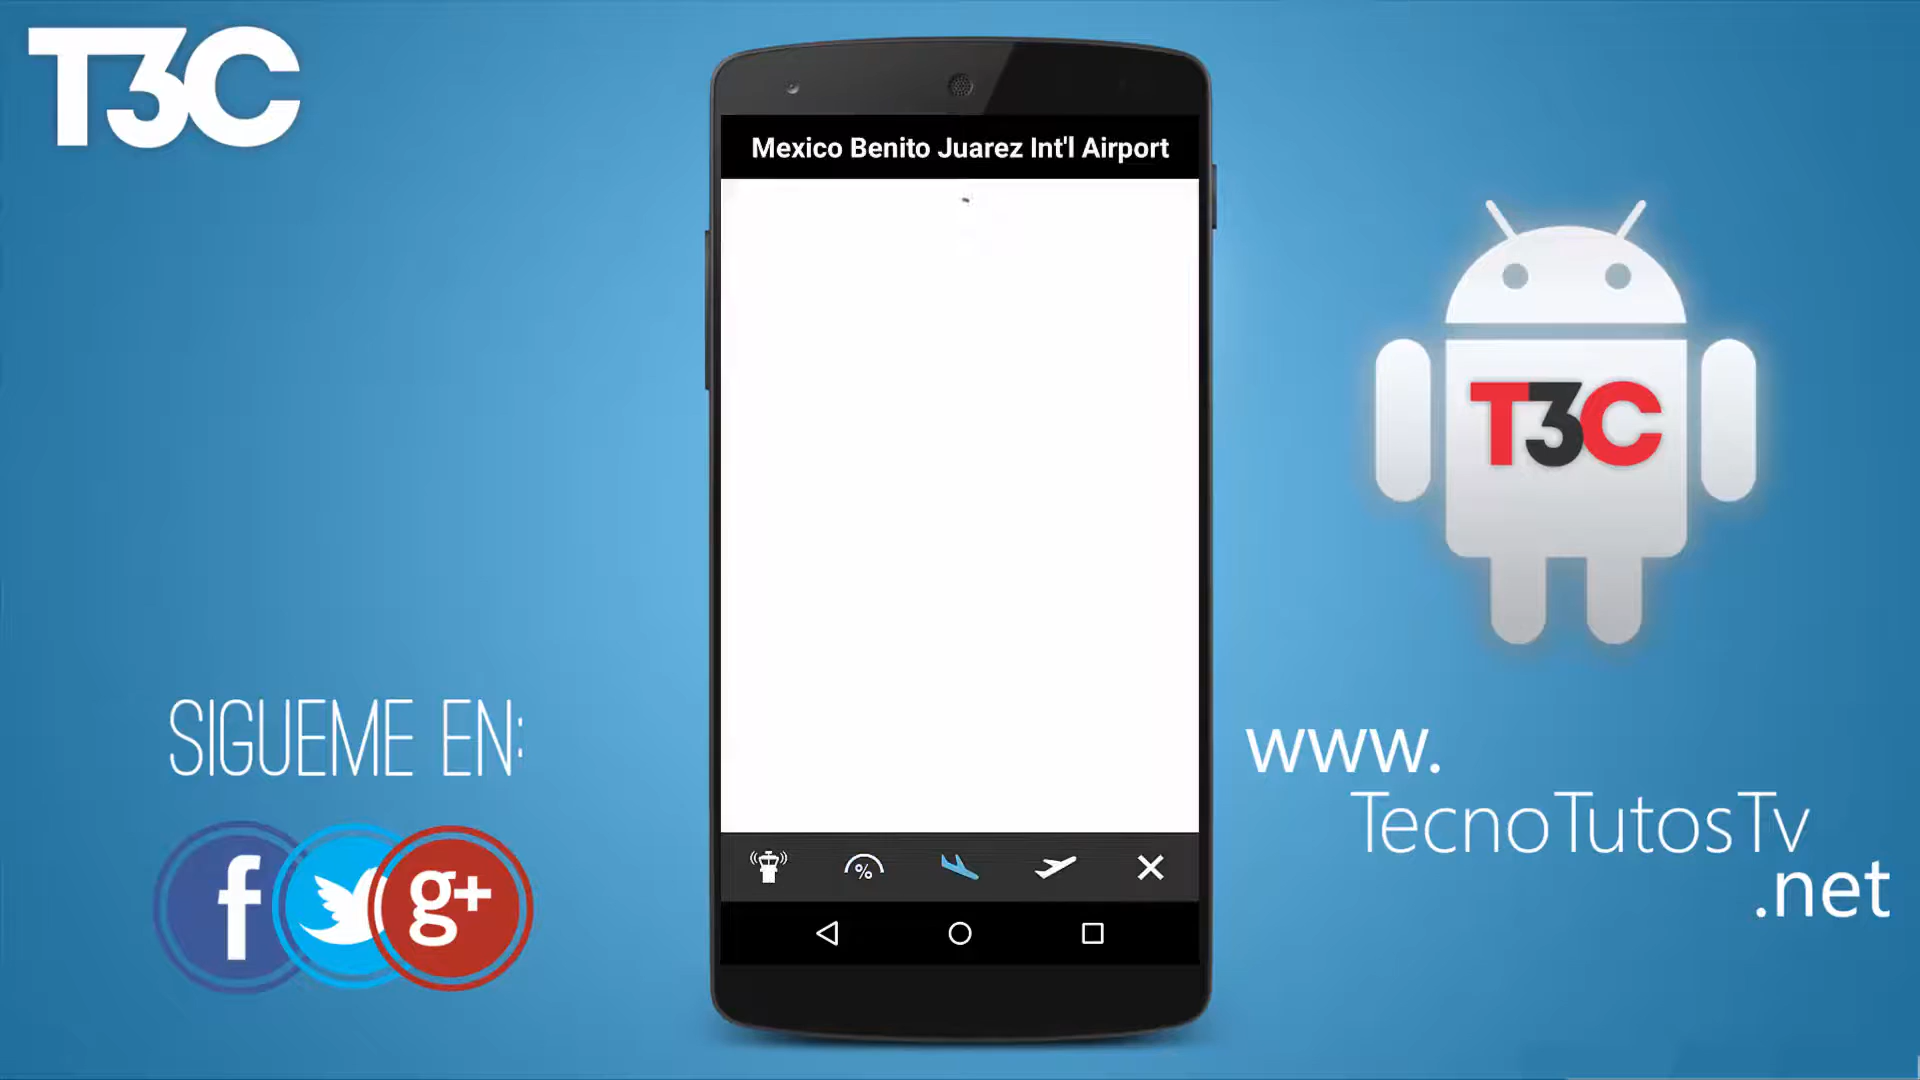 T3C
Mexico Benito Juarez Int'l Airport
T3C
SIGUEME EN:
www.
TecnoTutosTv
.net
f
g+
%